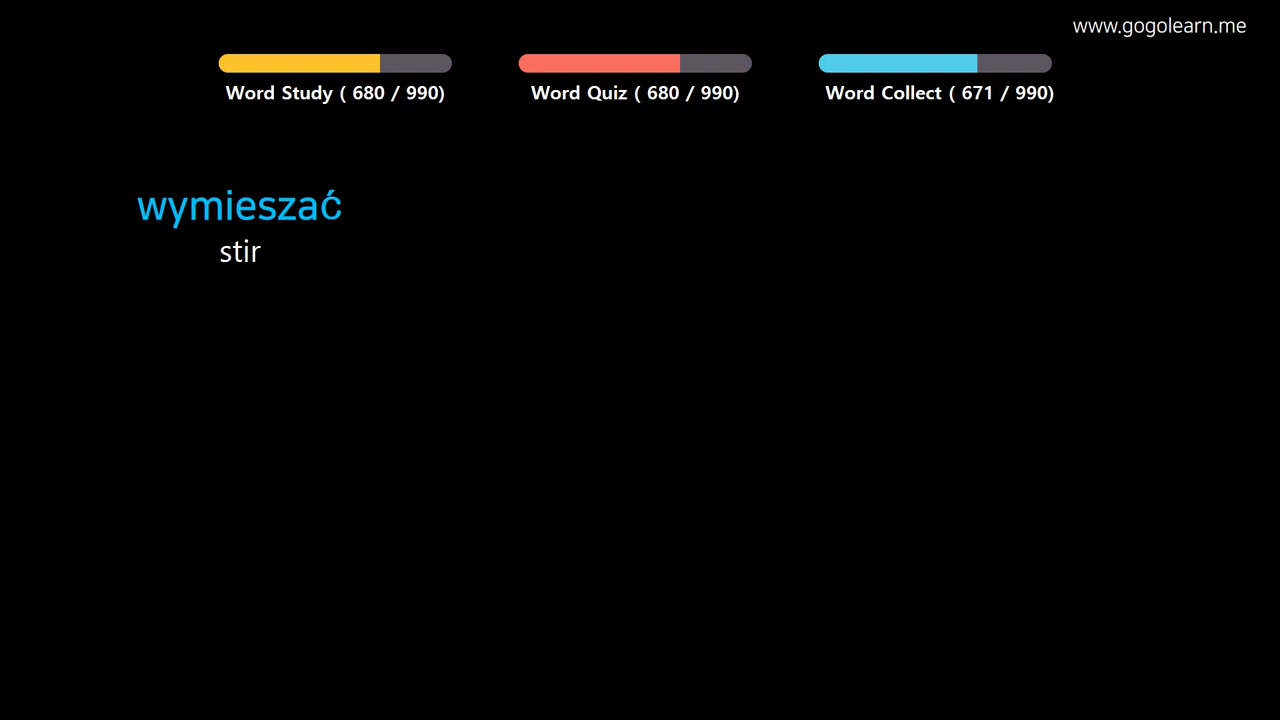 www.gogolearn.me
Word Study ( 680 / 990)
Word Quiz ( 680 / 990)
Word Collect ( 671 / 990)
wymieszać
stir